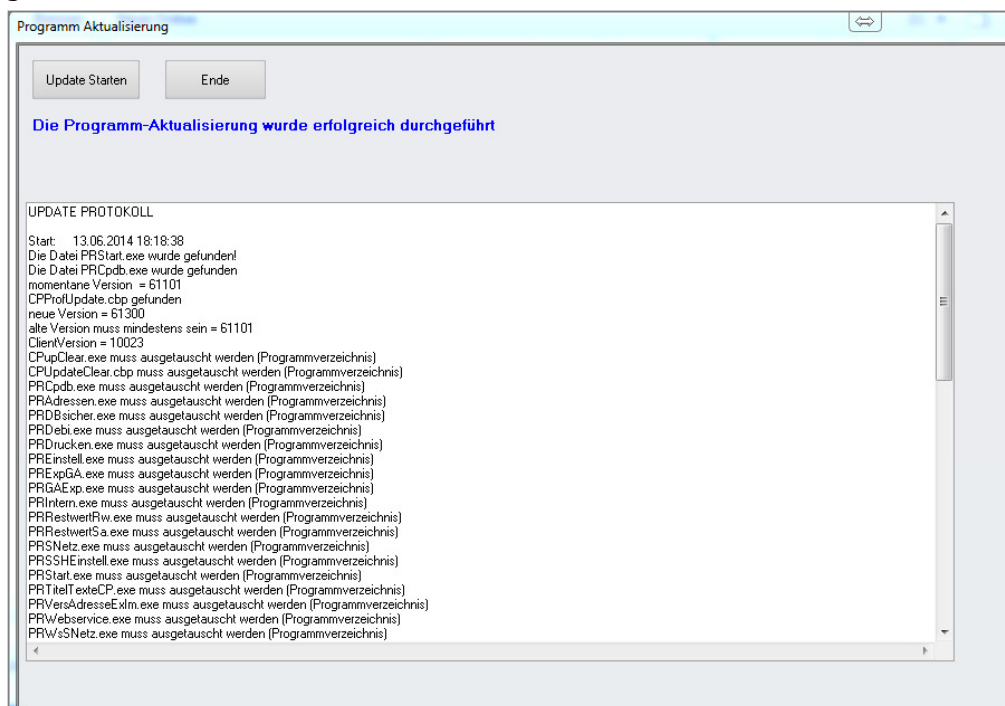 Programm Aktualisierung
Update Starten
Ende
Die Programm-Aktualisierung wurde erfolgreich durchgeführt
UPDATE PROTOKOLL
Start: 13.06.2014 18:18:38
Die Datei PRStart.exe wurde gefunden!
Die Datei PRCpdb.exe wurde gefunden
momentane Version = 61101
CPProfUpdate.cbp gefunden
neue Version = 61300
alte Version muss mindestens sein = 61101
ClientVersion = 10023
CPupClear.exe muss ausgetauscht werden (Programmverzeichnis)
CPUpdateClear.cbp muss ausgetauscht werden (Programmverzeichnis)
PRCpdb.exe muss ausgetauscht werden (Programmverzeichnis)
PRAdressen.exe muss ausgetauscht werden (Programmverzeichnis)
PRDBsicher.exe muss ausgetauscht werden (Programmverzeichnis)
PRDebi.exe muss ausgetauscht werden (Programmverzeichnis)
PRDrucken.exe muss ausgetauscht werden (Programmverzeichnis)
PREinstell.exe muss ausgetauscht werden (Programmverzeichnis)
PRExpGA.exe muss ausgetauscht werden (Programmverzeichnis)
PRGAExp.exe muss ausgetauscht werden (Programmverzeichnis)
PRIntern.exe muss ausgetauscht werden (Programmverzeichnis)
PRRestwertRw.exe muss ausgetauscht werden (Programmverzeichnis)
PRRestwertSa.exe muss ausgetauscht werden (Programmverzeichnis)
PRSNetz.exe muss ausgetauscht werden (Programmverzeichnis)
PRSSHEinstell.exe muss ausgetauscht werden (Programmverzeichnis)
PRStart.exe muss ausgetauscht werden (Programmverzeichnis)
PRTitelTexteCP.exe muss ausgetauscht werden (Programmverzeichnis)
PRVersAdresseExIm.exe muss ausgetauscht werden (Programmverzeichnis)
PRWebservice.exe muss ausgetauscht werden (Programmverzeichnis)
PRWsSNetz.exe muss ausgetauscht werden (Programmverzeichnis)